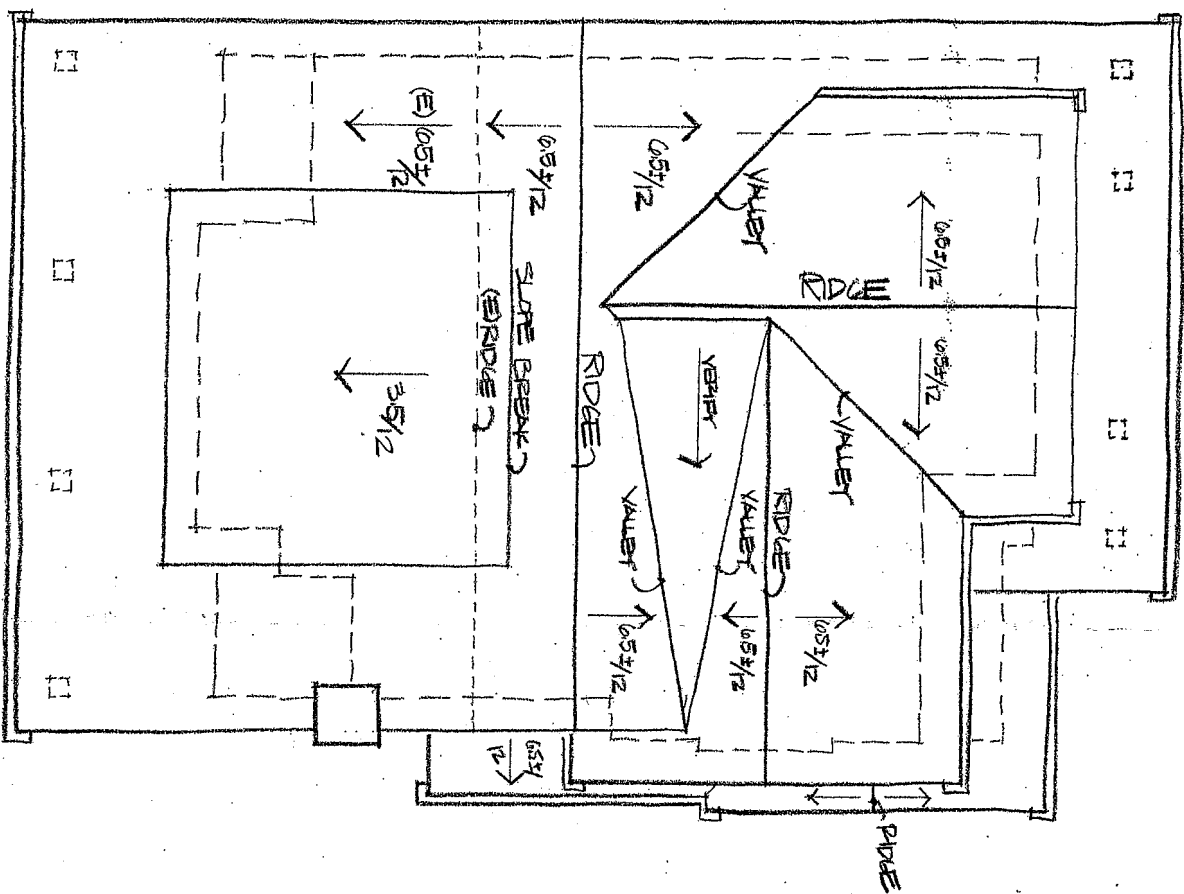 (E) 6.5±/12
6.5±/12
6.5±/12
VALLEY
6.5±/12
RIDGE
6.5±/12
SLOPE BREAK
(E) RIDGE
RIDGE
3.5/12
VERIFY
VALLEY
VALLEY
VALLEY
RIDGE
6.5±/12
6.5±/12
6.5±/12
6.5±/12
RIDGE